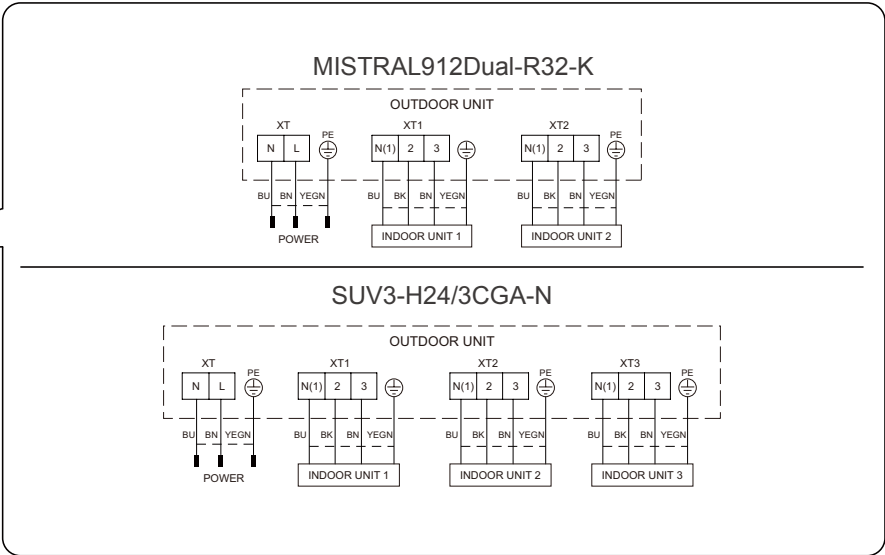 MISTRAL912Dual-R32-K
OUTDOOR UNIT
XT XT1 XT2
PE PE
N L N(1) 2 3 N(1) 2 3
BU BN YEGN BU BK BN YEGN BU BK BN YEGN
POWER INDOOR UNIT 1 INDOOR UNIT 2
SUV3-H24/3CGA-N
OUTDOOR UNIT
XT XT1 XT2 XT3
PE PE PE
N L N(1) 2 3 N(1) 2 3 N(1) 2 3
BU BN YEGN BU BK BN YEGN BU BK BN YEGN BU BK BN YEGN
POWER INDOOR UNIT 1 INDOOR UNIT 2 INDOOR UNIT 3